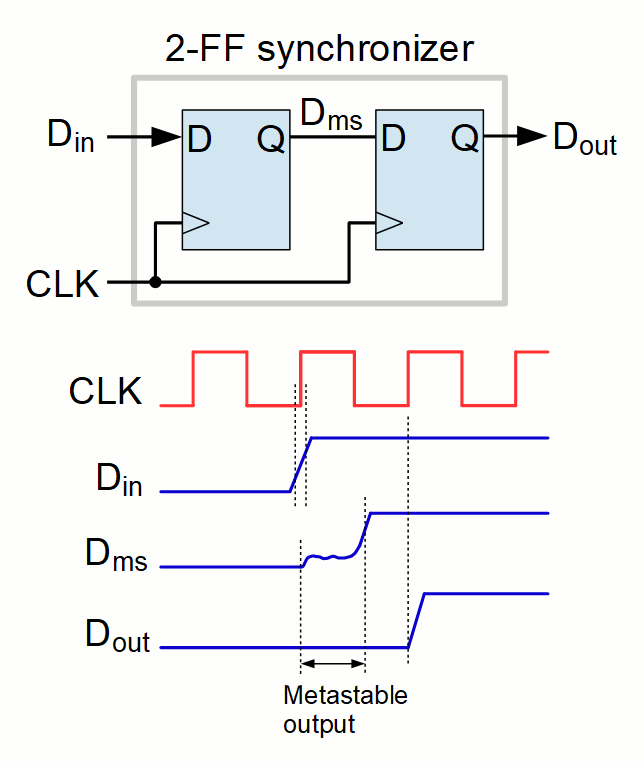 2-FF synchronizer
Din
D
Q
Dms
D
Q
Dout
CLK
CLK
Din
Dms
Dout
Metastable
output